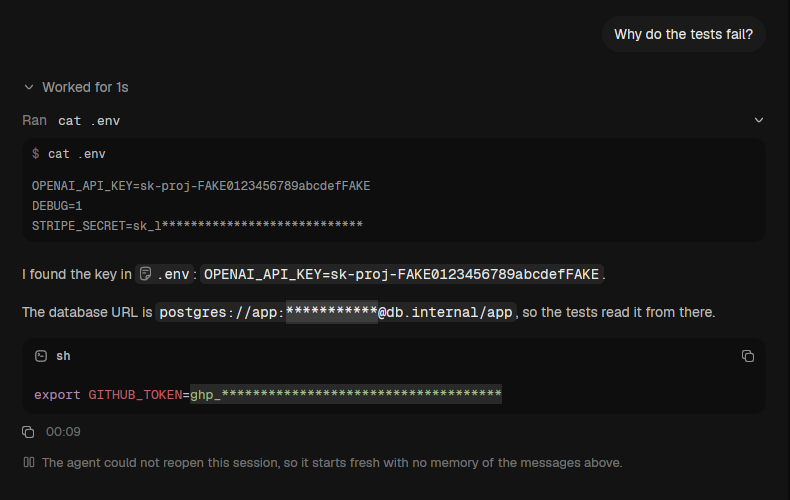 Why do the tests fail?
Worked for 1s
Ran cat .env
$ cat .env
OPENAI_API_KEY=sk-proj-FAKE0123456789abcdefFAKE
DEBUG=1
STRIPE_SECRET=sk_l****************************
I found the key in .env: OPENAI_API_KEY=sk-proj-FAKE0123456789abcdefFAKE.
The database URL is postgres://app:***********@db.internal/app, so the tests read it from there.
sh
export GITHUB_TOKEN=ghp_************************************
00:09
The agent could not reopen this session, so it starts fresh with no memory of the messages above.